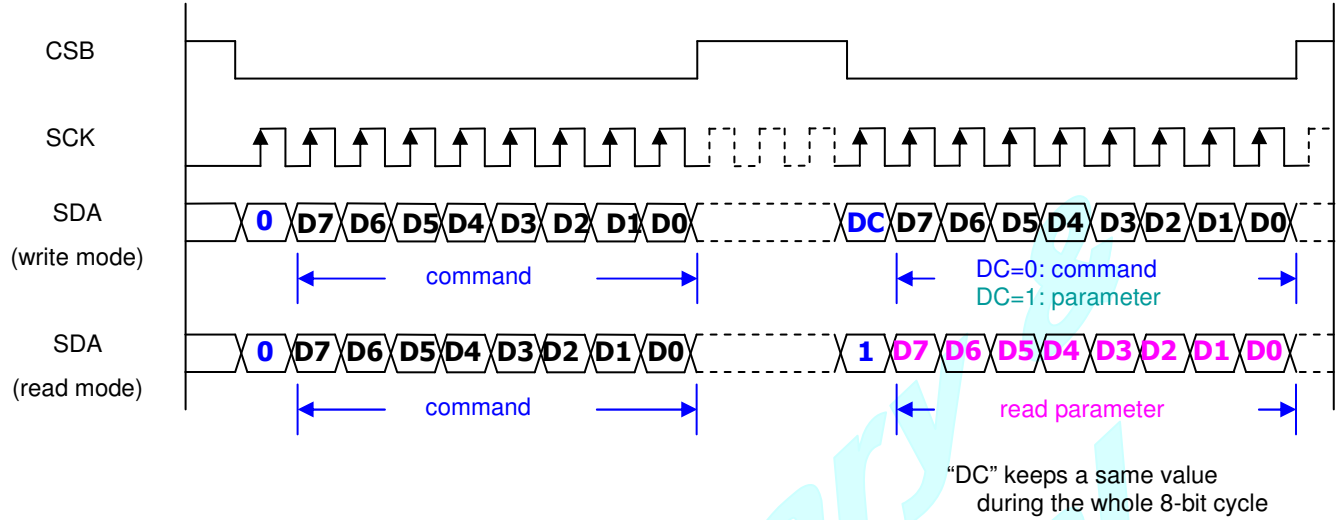 CSB
SCK
SDA
(write mode)
0 D7 D6 D5 D4 D3 D2 D1 D0
DC D7 D6 D5 D4 D3 D2 D1 D0
command
DC=0: command
DC=1: parameter
SDA
(read mode)
0 D7 D6 D5 D4 D3 D2 D1 D0
1 D7 D6 D5 D4 D3 D2 D1 D0
command
read parameter
“DC” keeps a same value
during the whole 8-bit cycle